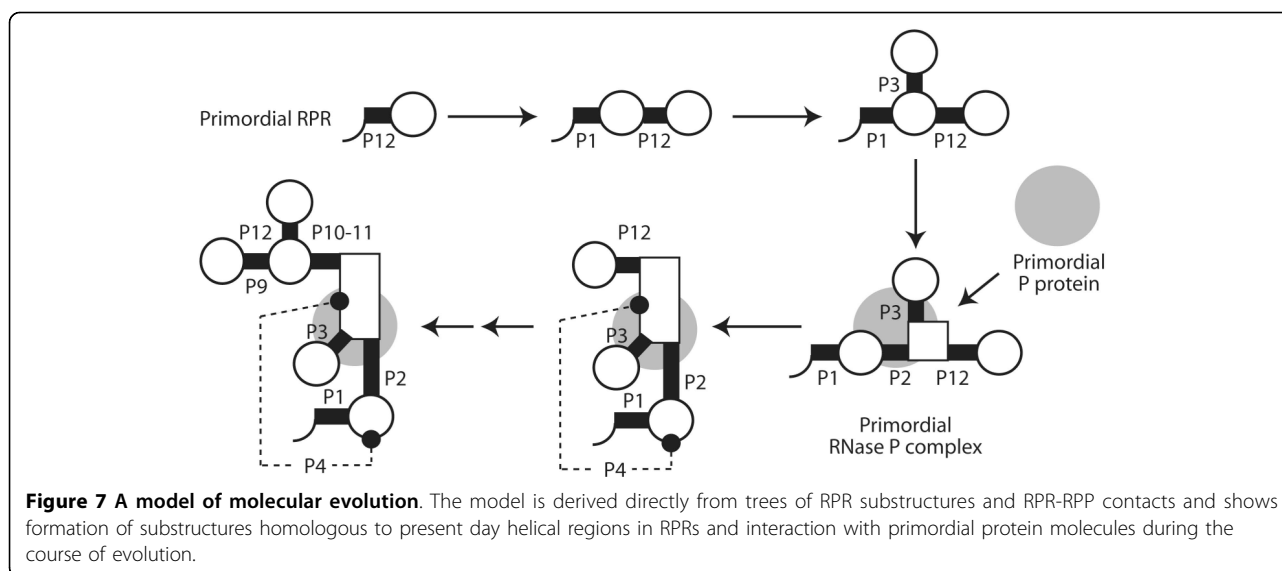 P3
Primordial RPR
P12
P1
P12
P1
P12
P12
P10-11
P9
P3
P2
P1
P4
P12
P3
P2
P1
P4
Primordial
P protein
P3
P1
P2
P12
Primordial
RNase P complex
Figure 7 A model of molecular evolution. The model is derived directly from trees of RPR substructures and RPR-RPP contacts and shows
formation of substructures homologous to present day helical regions in RPRs and interaction with primordial protein molecules during the
course of evolution.